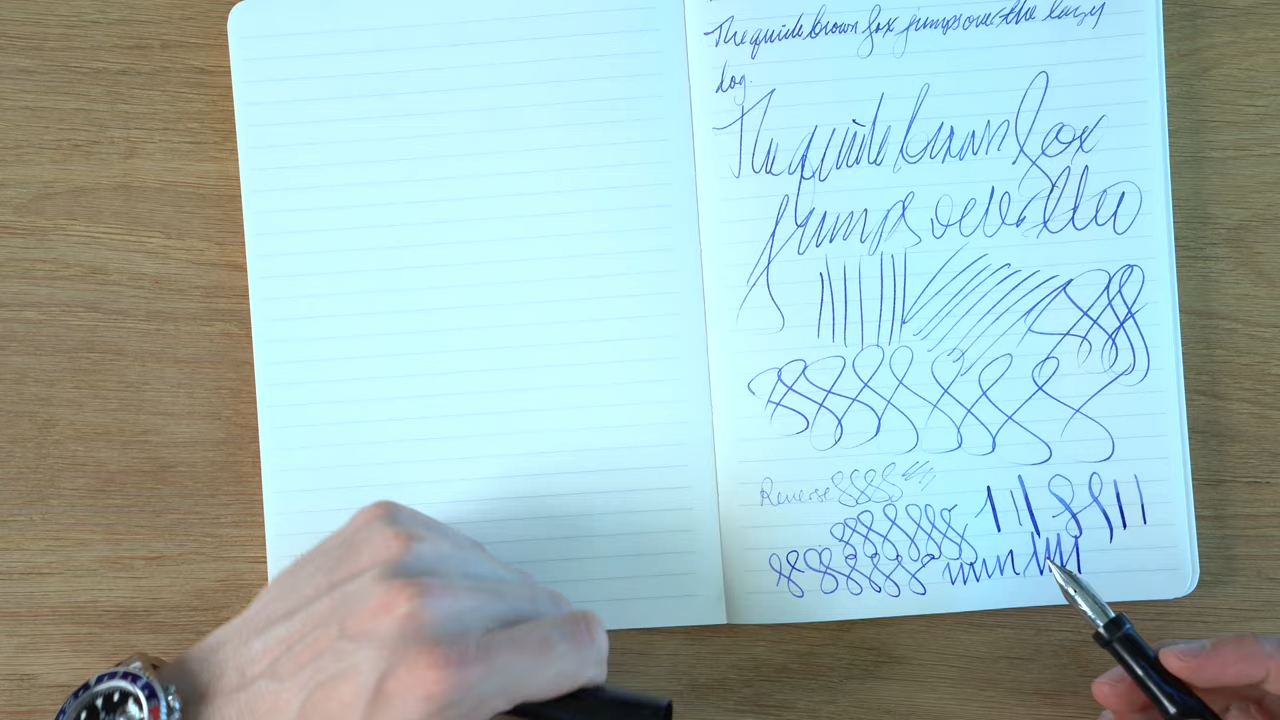 The quick brown fox jumps over the lazy
dog.
The quick brown fox
jumps over the
Reverse